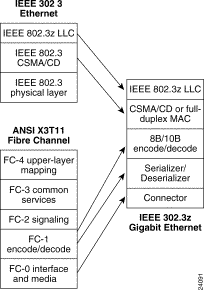 IEEE 802 3
Ethernet
IEEE 802.3z LLC
IEEE 802.3
CSMA/CD
IEEE 802.3
physical layer
ANSI X3T11
Fibre Channel
FC-4 upper-layer
mapping
FC-3 common
services
FC-2 signaling
FC-1
encode/decode
FC-0 interface
and media
IEEE 802.3z LLC
CSMA/CD or full-
duplex MAC
8B/10B
encode/decode
Serializer/
Deserializer
Connector
IEEE 802.3z
Gigabit Ethernet
24091